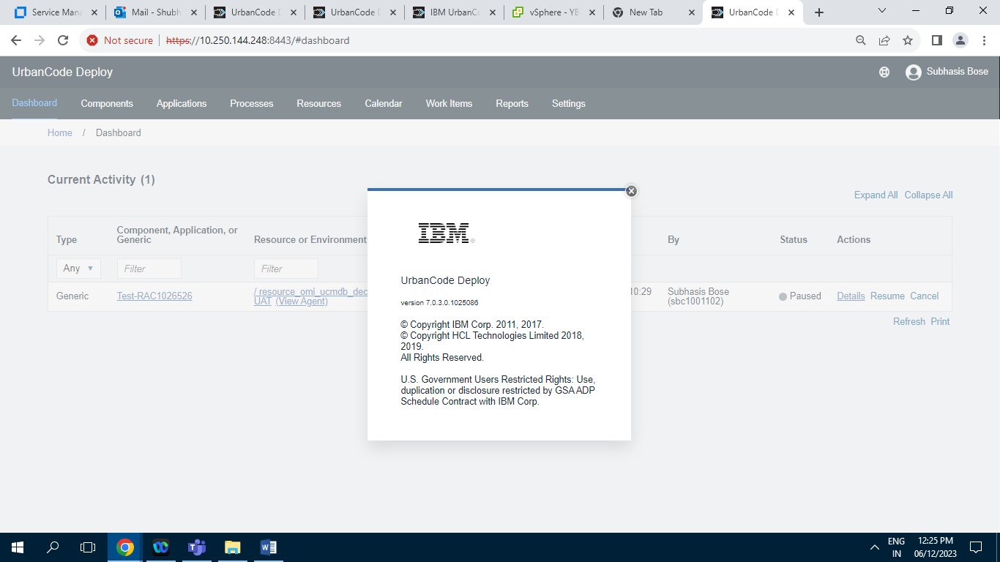 Service Mana
Mail - Shubh
UrbanCode D
UrbanCode D
IBM UrbanCo
vSphere - YB
New Tab
UrbanCode D
Not secure
https://10.250.144.248:8443/#dashboard
UrbanCode Deploy
Subhasis Bose
Dashboard
Components
Applications
Processes
Resources
Calendar
Work Items
Reports
Settings
Home / Dashboard
Current Activity (1)
Expand All Collapse All
Type
Component, Application, or
Generic
Resource or Environment
By
Status
Actions
Any
Filter
Filter
Generic
Test-RAC1026526
/ resource_omi_ucmdb_dec
UAT (View Agent)
10:29
Subhasis Bose
(sbc1001102)
Paused
Details Resume Cancel
Refresh Print
IBM®
UrbanCode Deploy
version 7.0.3.0.1025086
© Copyright IBM Corp. 2011, 2017.
© Copyright HCL Technologies Limited 2018,
2019.
All Rights Reserved.
U.S. Government Users Restricted Rights: Use,
duplication or disclosure restricted by GSA ADP
Schedule Contract with IBM Corp.
ENG
IN
12:25 PM
06/12/2023